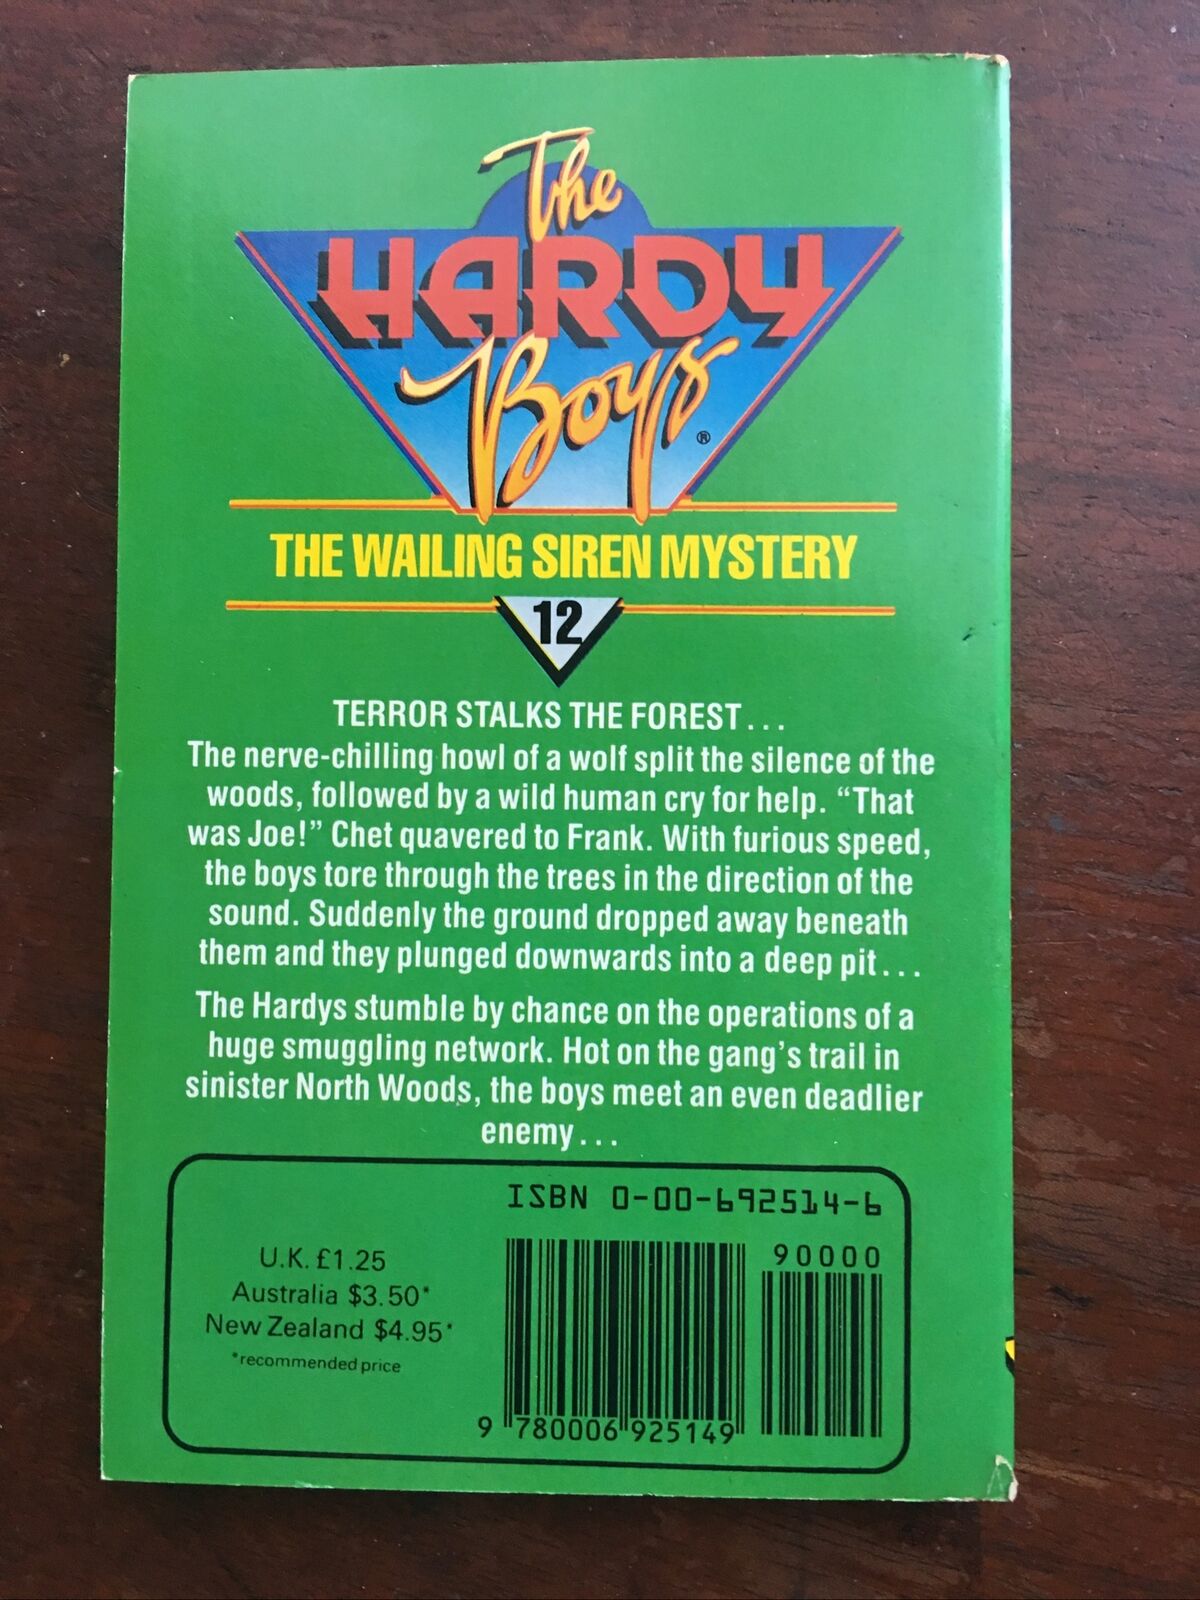 The
HARDY
Boys®
THE WAILING SIREN MYSTERY
12
TERROR STALKS THE FOREST...
The nerve-chilling howl of a wolf split the silence of the
woods, followed by a wild human cry for help. “That
was Joe!” Chet quavered to Frank. With furious speed,
the boys tore through the trees in the direction of the
sound. Suddenly the ground dropped away beneath
them and they plunged downwards into a deep pit...
The Hardys stumble by chance on the operations of a
huge smuggling network. Hot on the gang’s trail in
sinister North Woods, the boys meet an even deadlier
enemy...
ISBN 0-00-692514-6
90000
U.K. £1.25
Australia $3.50*
New Zealand $4.95*
*recommended price
9 780006 925149